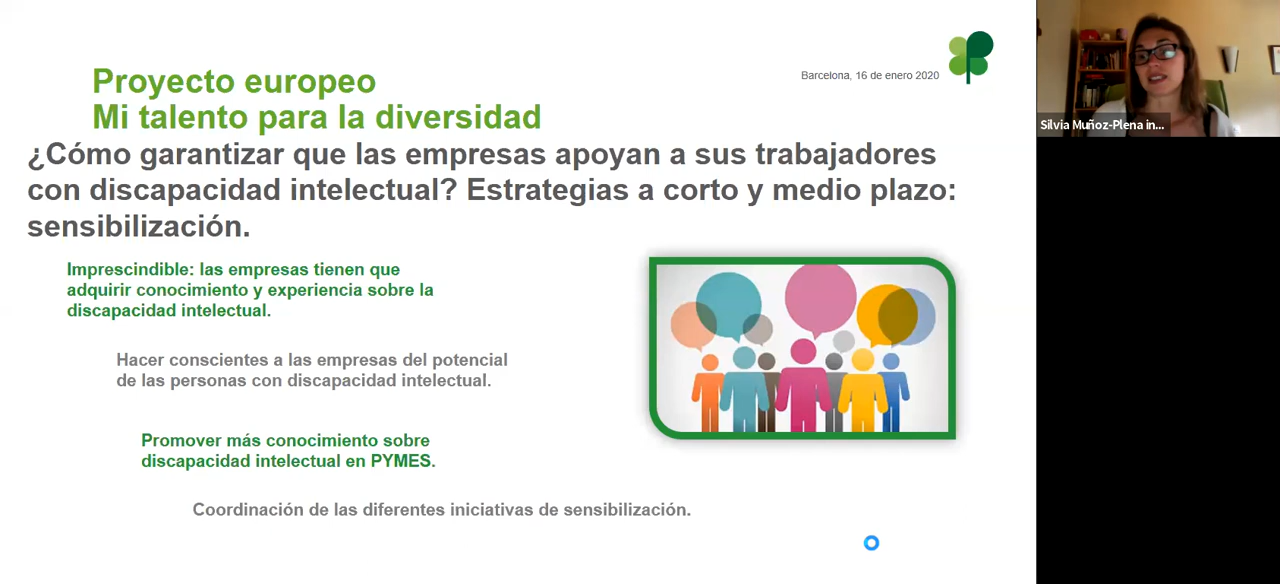 Proyecto europeo
Mi talento para la diversidad
Barcelona, 16 de enero 2020
¿Cómo garantizar que las empresas apoyan a sus trabajadores
con discapacidad intelectual? Estrategias a corto y medio plazo:
sensibilización.
Imprescindible: las empresas tienen que
adquirir conocimiento y experiencia sobre la
discapacidad intelectual.
Hacer conscientes a las empresas del potencial
de las personas con discapacidad intelectual.
Promover más conocimiento sobre
discapacidad intelectual en PYMES.
Coordinación de las diferentes iniciativas de sensibilización.
Silvia Muñoz-Plena in...